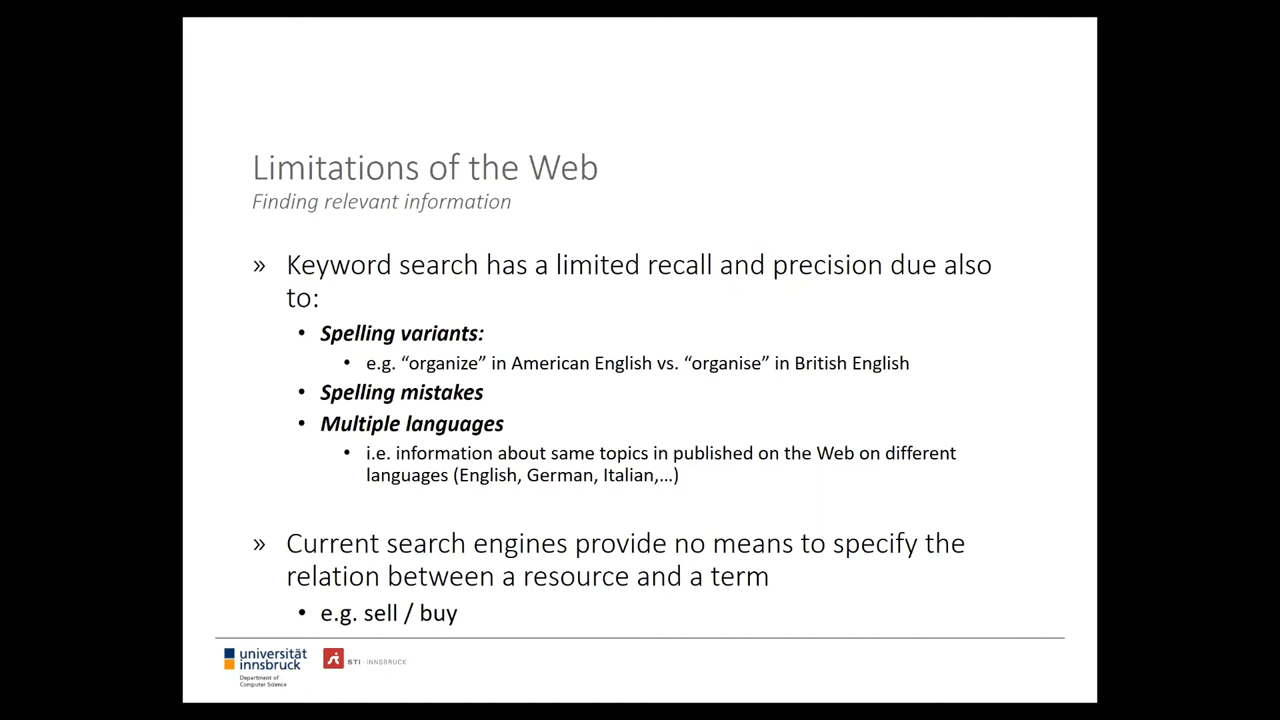 Limitations of the Web
Finding relevant information
» Keyword search has a limited recall and precision due also
to:
• Spelling variants:
• e.g. “organize” in American English vs. “organise” in British English
• Spelling mistakes
• Multiple languages
• i.e. information about same topics in published on the Web on different
languages (English, German, Italian,…)
» Current search engines provide no means to specify the
relation between a resource and a term
• e.g. sell / buy
universität
innsbruck
Department of
Computer Science
STI · INNSBRUCK